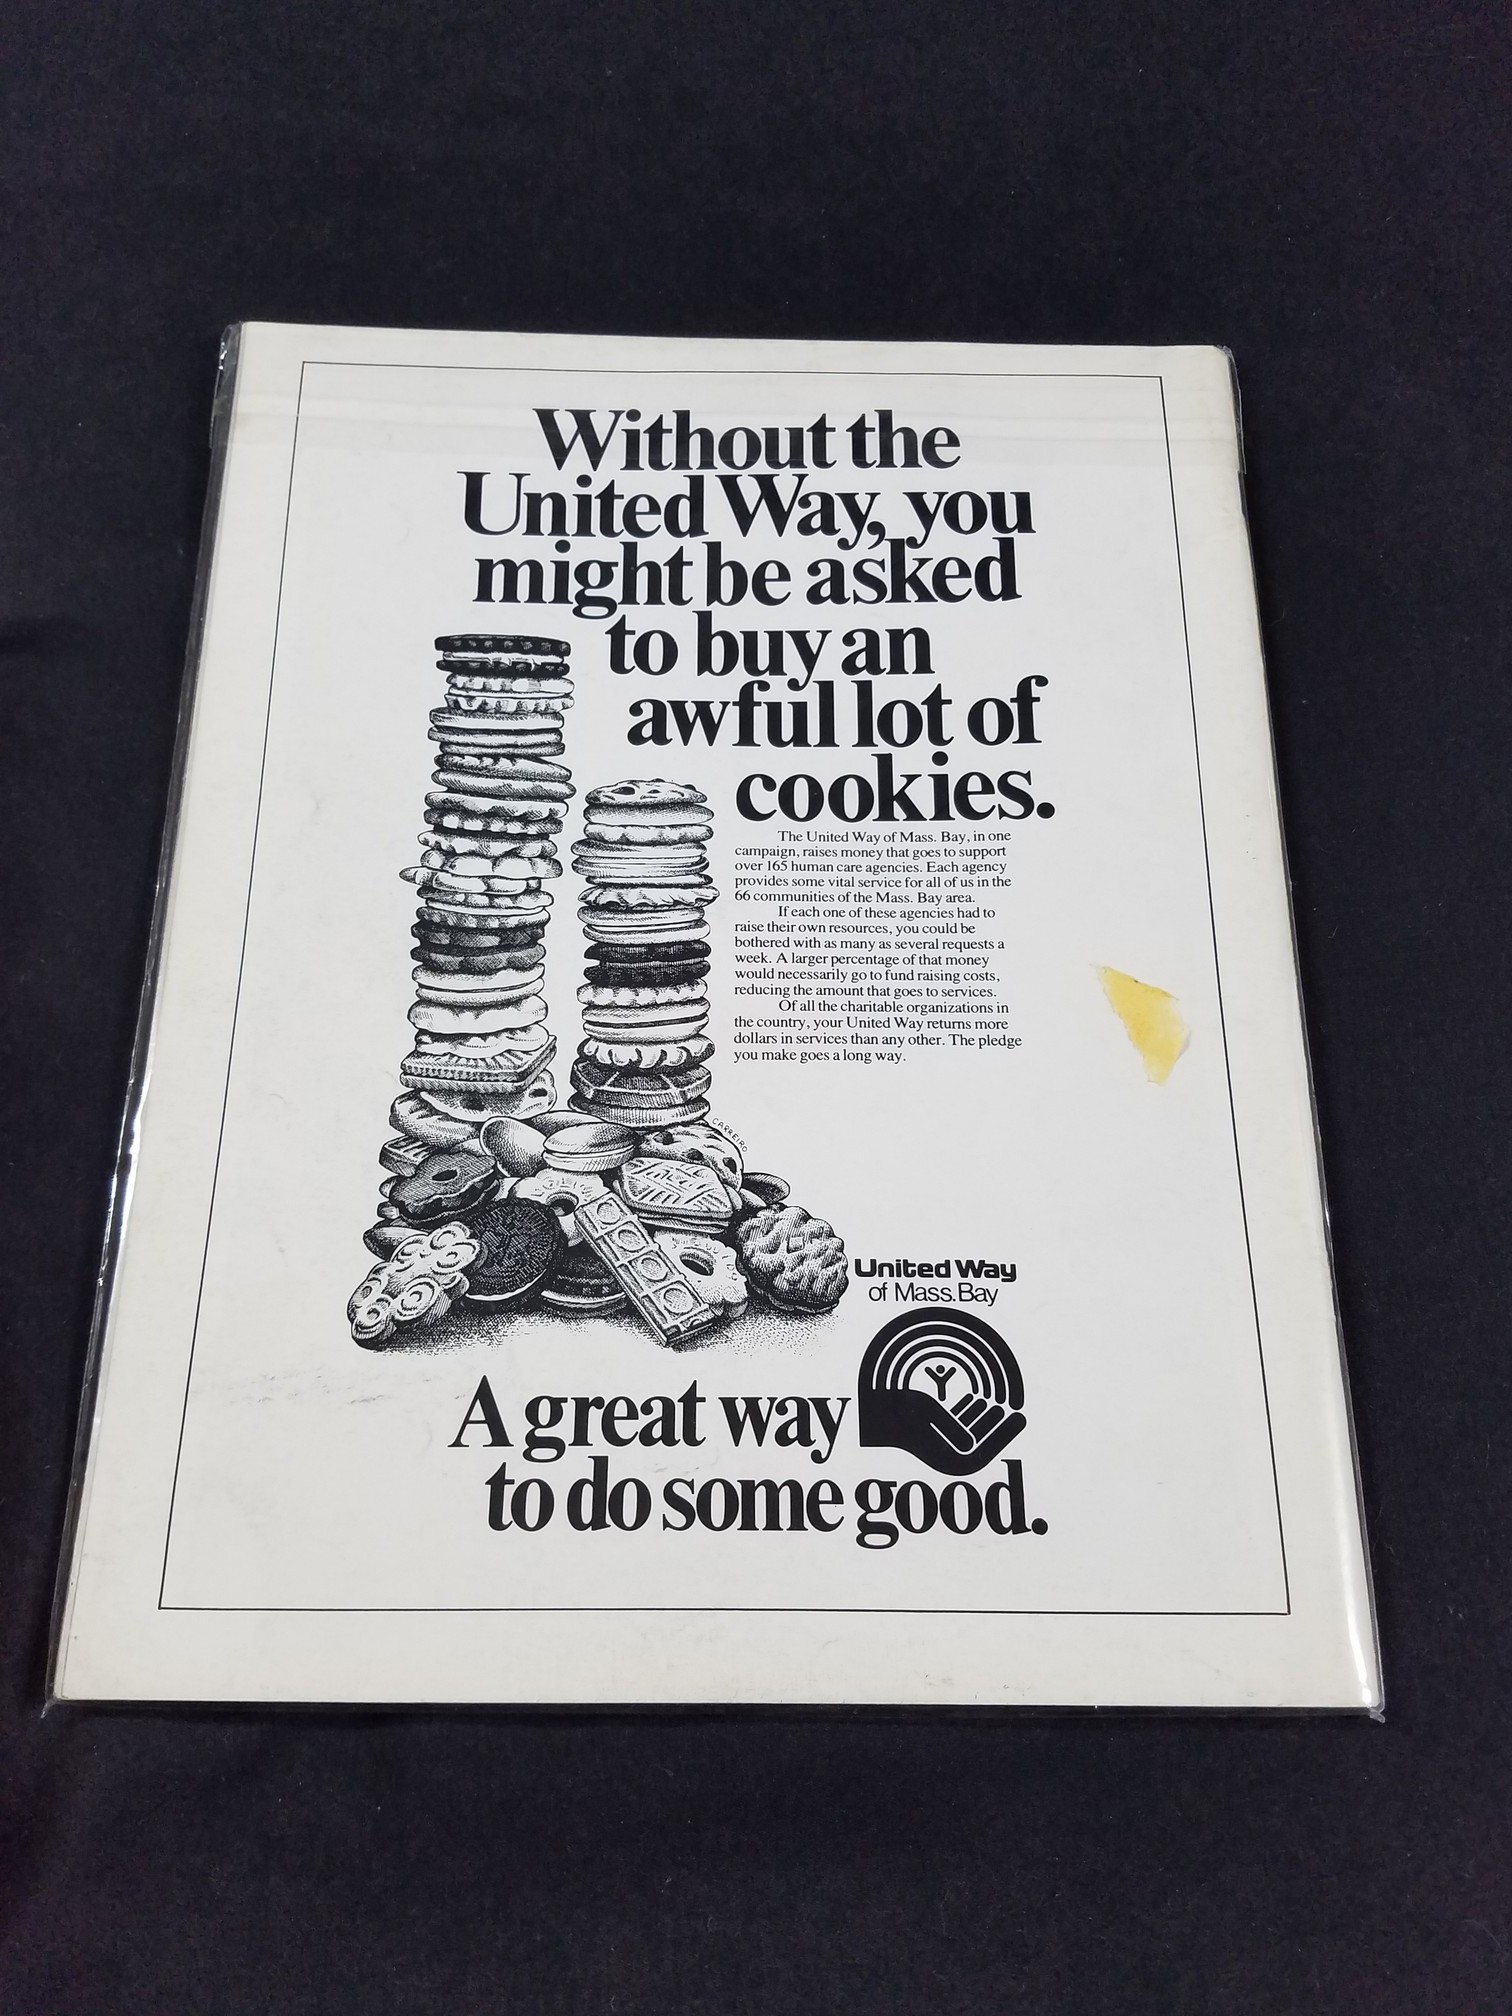 Without the
United Way, you
might be asked
to buy an
awful lot of
cookies.
The United Way of Mass. Bay, in one
campaign, raises money that goes to support
over 165 human care agencies. Each agency
provides some vital service for all of us in the
66 communities of the Mass. Bay area.
If each one of these agencies had to
raise their own resources, you could be
bothered with as many as several requests a
week. A larger percentage of that money
would necessarily go to fund raising costs,
reducing the amount that goes to services.
Of all the charitable organizations in
the country, your United Way returns more
dollars in services than any other. The pledge
you make goes a long way.
CARREIRO
United Way
of Mass. Bay
A great way
to do some good.